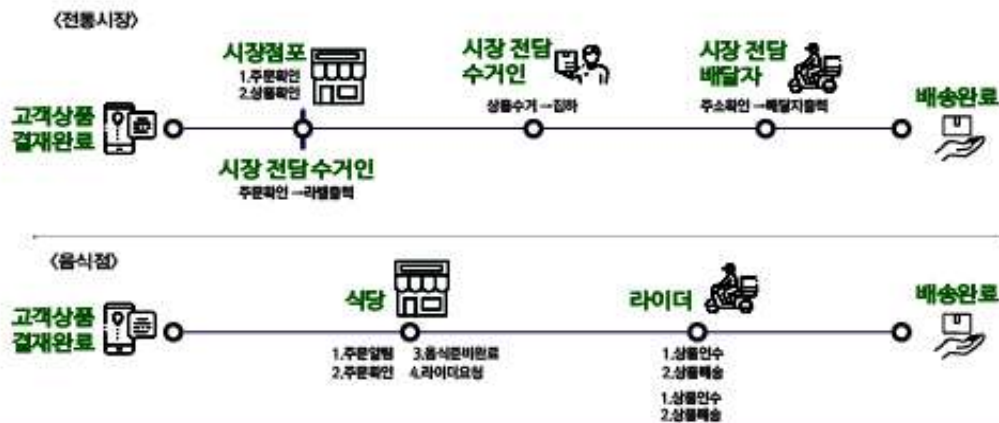 <전통시장>
시장점포
1.주문확인
2.상품확인
시장 전담
수거인
상품수거→집하
시장 전담
배달자
주소확인→배달지출력
고객상품
결재완료
배송완료
시장 전담 수거인
주문확인→라벨출력
<음식점>
고객상품
결재완료
식당
1.주문알림 3.음식준비완료
2.주문확인 4.라이더요청
라이더
1.상품인수
2.상품배송
1.상품인수
2.상품배송
배송완료